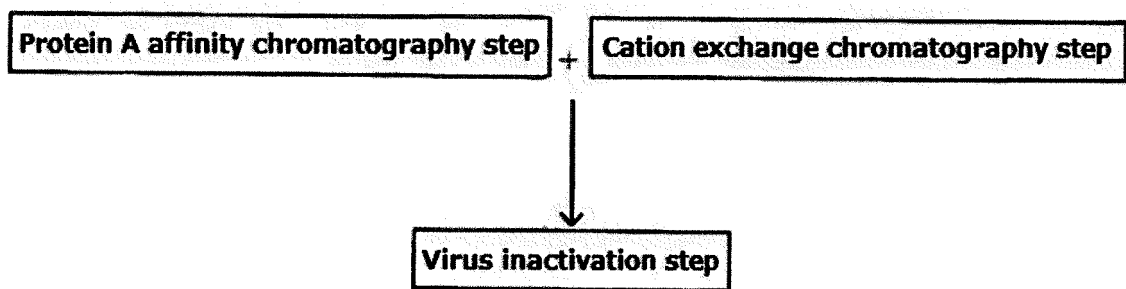 Protein A affinity chromatography step + Cation exchange chromatography step
Virus inactivation step